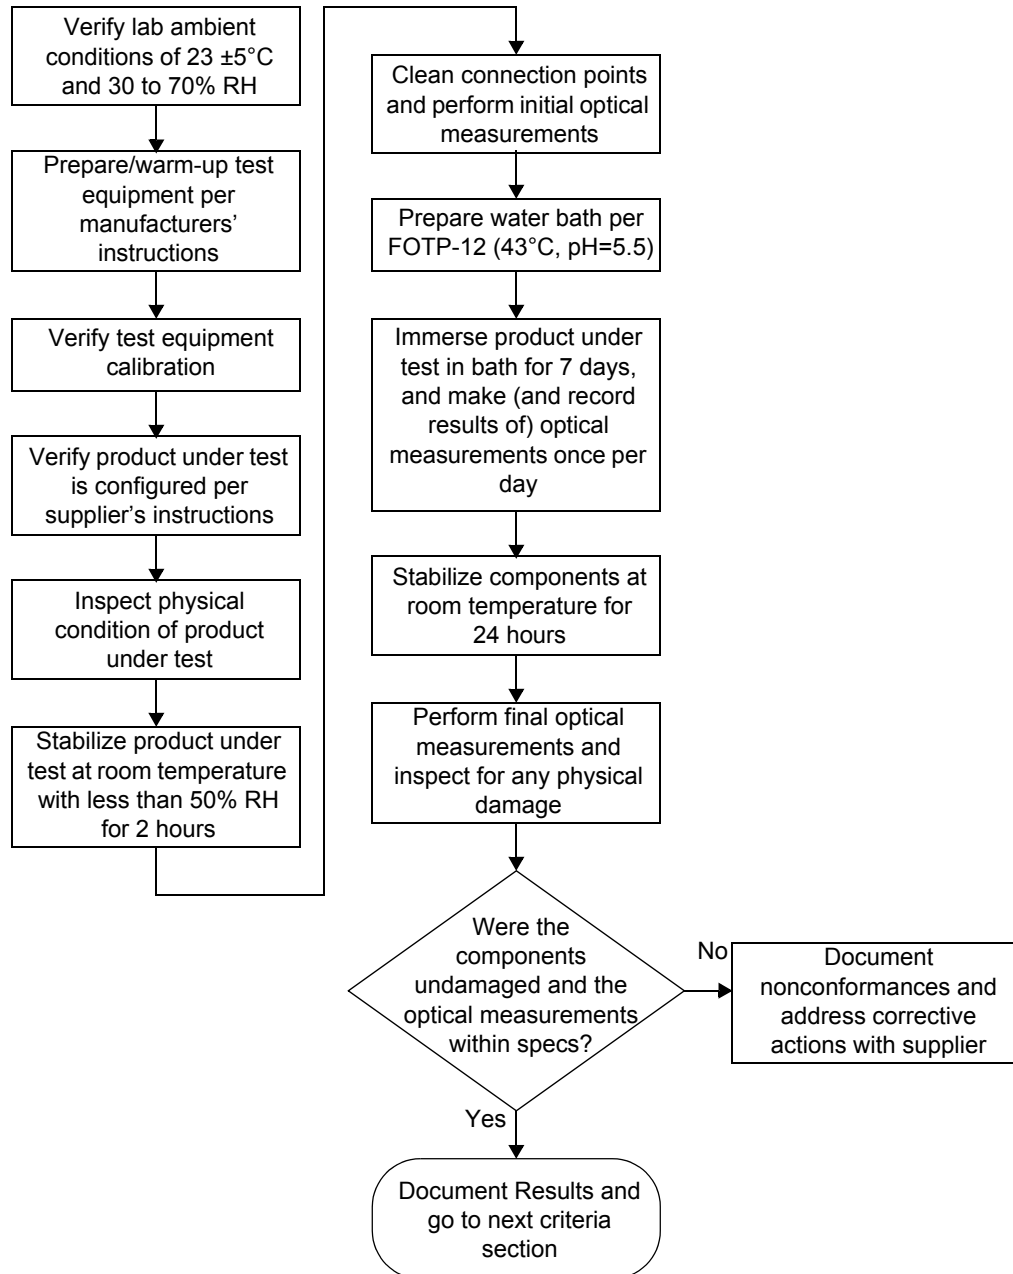 Verify lab ambient
conditions of 23 ±5°C
and 30 to 70% RH
Prepare/warm-up test
equipment per
manufacturers’
instructions
Verify test equipment
calibration
Verify product under test
is configured per
supplier’s instructions
Inspect physical
condition of product
under test
Stabilize product under
test at room temperature
with less than 50% RH
for 2 hours
Clean connection points
and perform initial optical
measurements
Prepare water bath per
FOTP-12 (43°C, pH=5.5)
Immerse product under
test in bath for 7 days,
and make (and record
results of) optical
measurements once per
day
Stabilize components at
room temperature for
24 hours
Perform final optical
measurements and
inspect for any physical
damage
Were the
components
undamaged and the
optical measurements
within specs?
No
Document
nonconformances and
address corrective
actions with supplier
Yes
Document Results and
go to next criteria
section